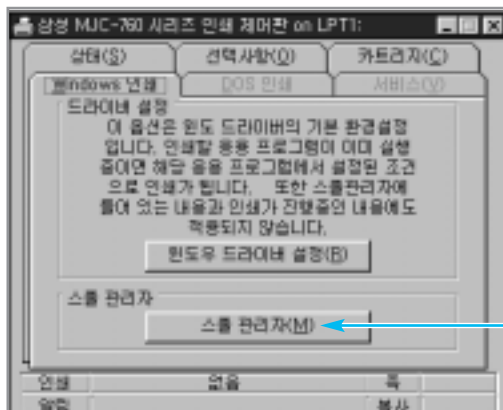 삼성 MJC-760 시리즈 인쇄 제어판 on LPT1:
상태(S) 선택사항(O) 카트리지(C)
Windows 인쇄 DOS 인쇄 서비스(V)
드라이버 설정
이 옵션은 윈도 드라이버의 기본 환경설정
입니다. 인쇄할 응용 프로그램이 이미 실행
중이면 해당 응용 프로그램에서 설정된 조건
으로 인쇄가 됩니다. 또한 스풀관리자에
들어 있는 내용과 인쇄가 진행중인 내용에도
적용되지 않습니다.
윈도우 드라이버 설정(R)
스풀 관리자
스풀 관리자(M)
인쇄 없음 폭
알림 복사